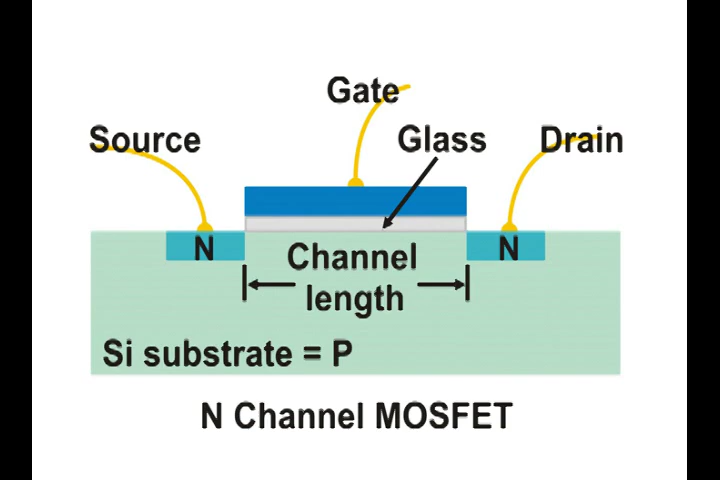 Gate
Source
Glass
Drain
N
N
Channel
length
Si substrate = P
N Channel MOSFET